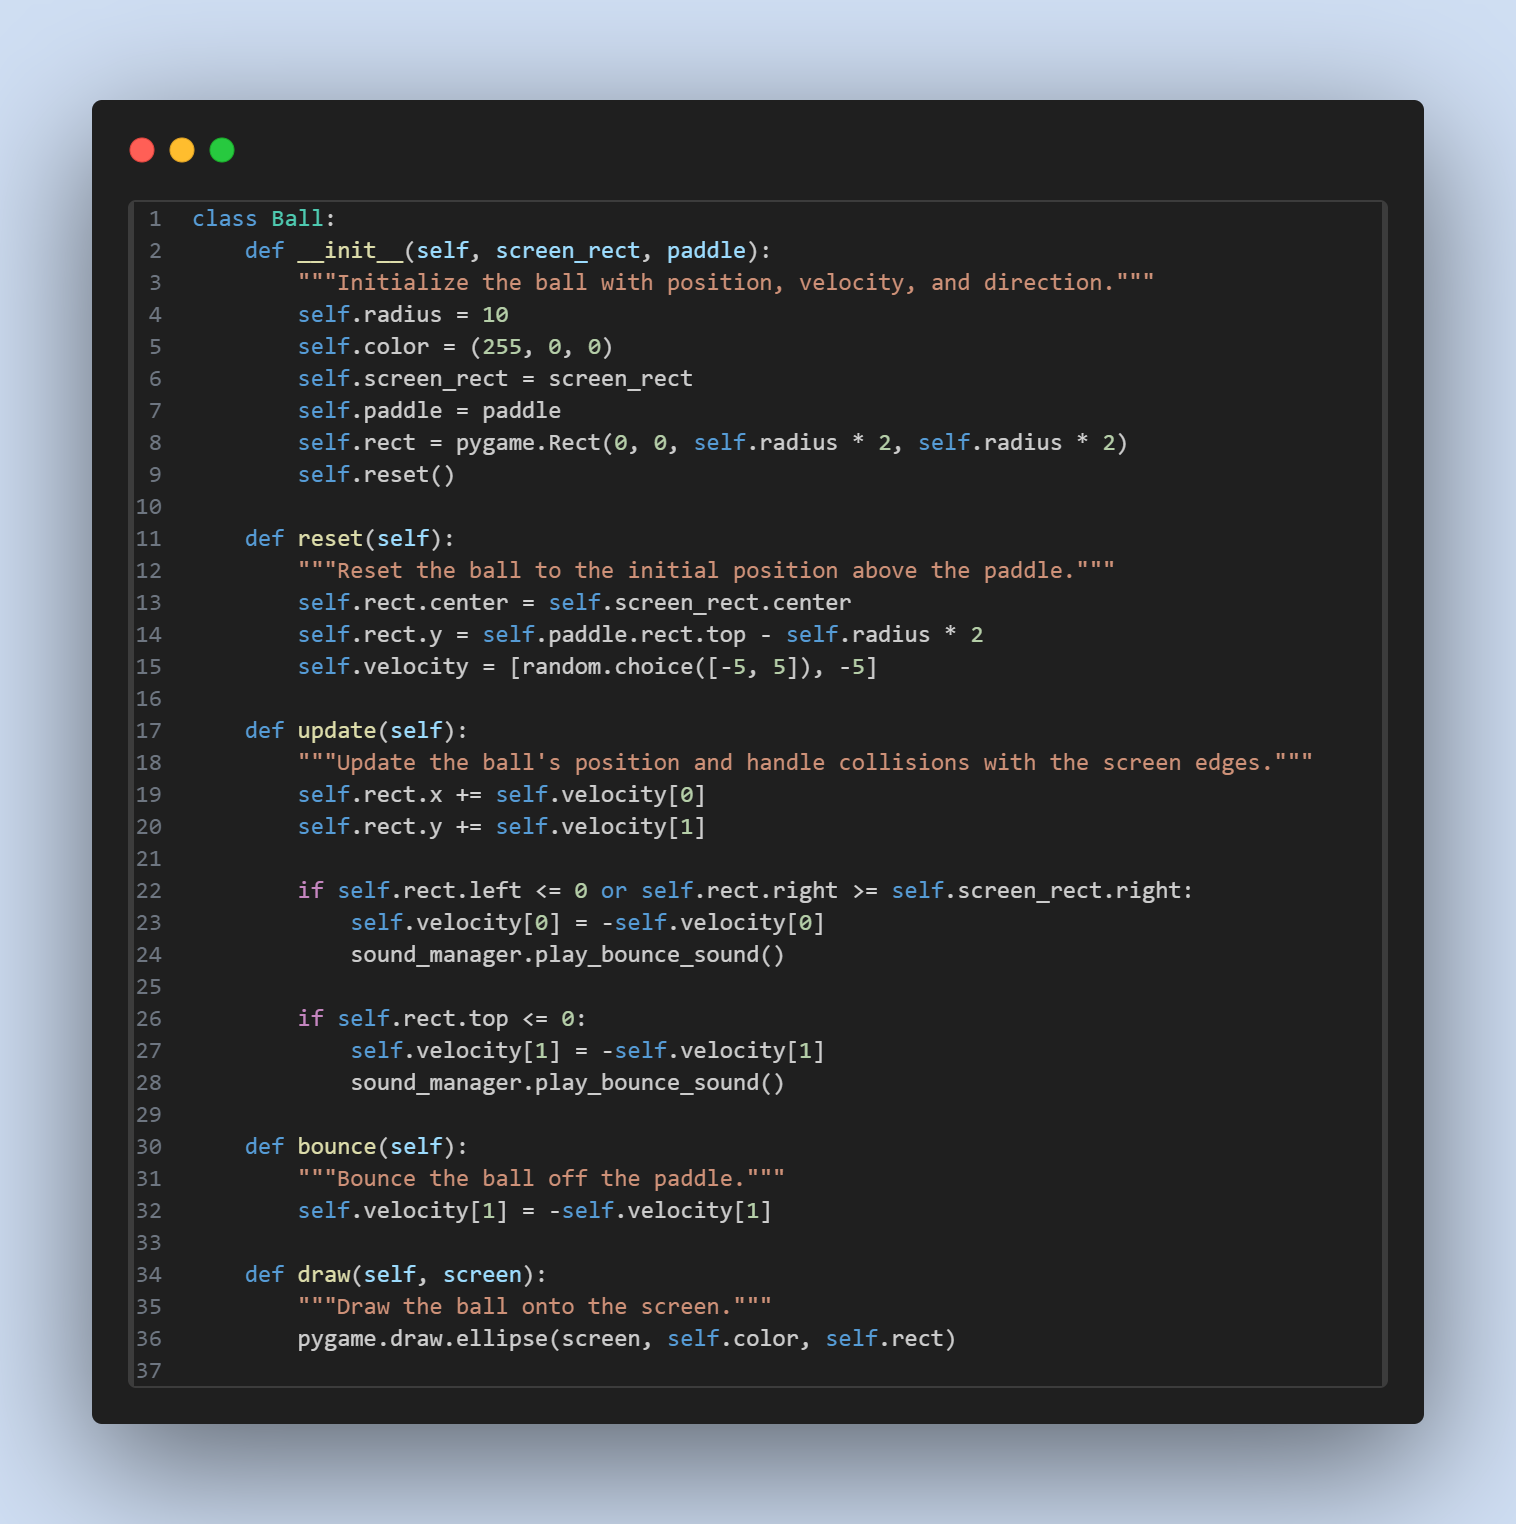 1 class Ball:
2     def __init__(self, screen_rect, paddle):
3         """Initialize the ball with position, velocity, and direction."""
4         self.radius = 10
5         self.color = (255, 0, 0)
6         self.screen_rect = screen_rect
7         self.paddle = paddle
8         self.rect = pygame.Rect(0, 0, self.radius * 2, self.radius * 2)
9         self.reset()
10
11     def reset(self):
12         """Reset the ball to the initial position above the paddle."""
13         self.rect.center = self.screen_rect.center
14         self.rect.y = self.paddle.rect.top - self.radius * 2
15         self.velocity = [random.choice([-5, 5]), -5]
16
17     def update(self):
18         """Update the ball's position and handle collisions with the screen edges."""
19         self.rect.x += self.velocity[0]
20         self.rect.y += self.velocity[1]
21
22         if self.rect.left <= 0 or self.rect.right >= self.screen_rect.right:
23             self.velocity[0] = -self.velocity[0]
24             sound_manager.play_bounce_sound()
25
26         if self.rect.top <= 0:
27             self.velocity[1] = -self.velocity[1]
28             sound_manager.play_bounce_sound()
29
30     def bounce(self):
31         """Bounce the ball off the paddle."""
32         self.velocity[1] = -self.velocity[1]
33
34     def draw(self, screen):
35         """Draw the ball onto the screen."""
36         pygame.draw.ellipse(screen, self.color, self.rect)
37